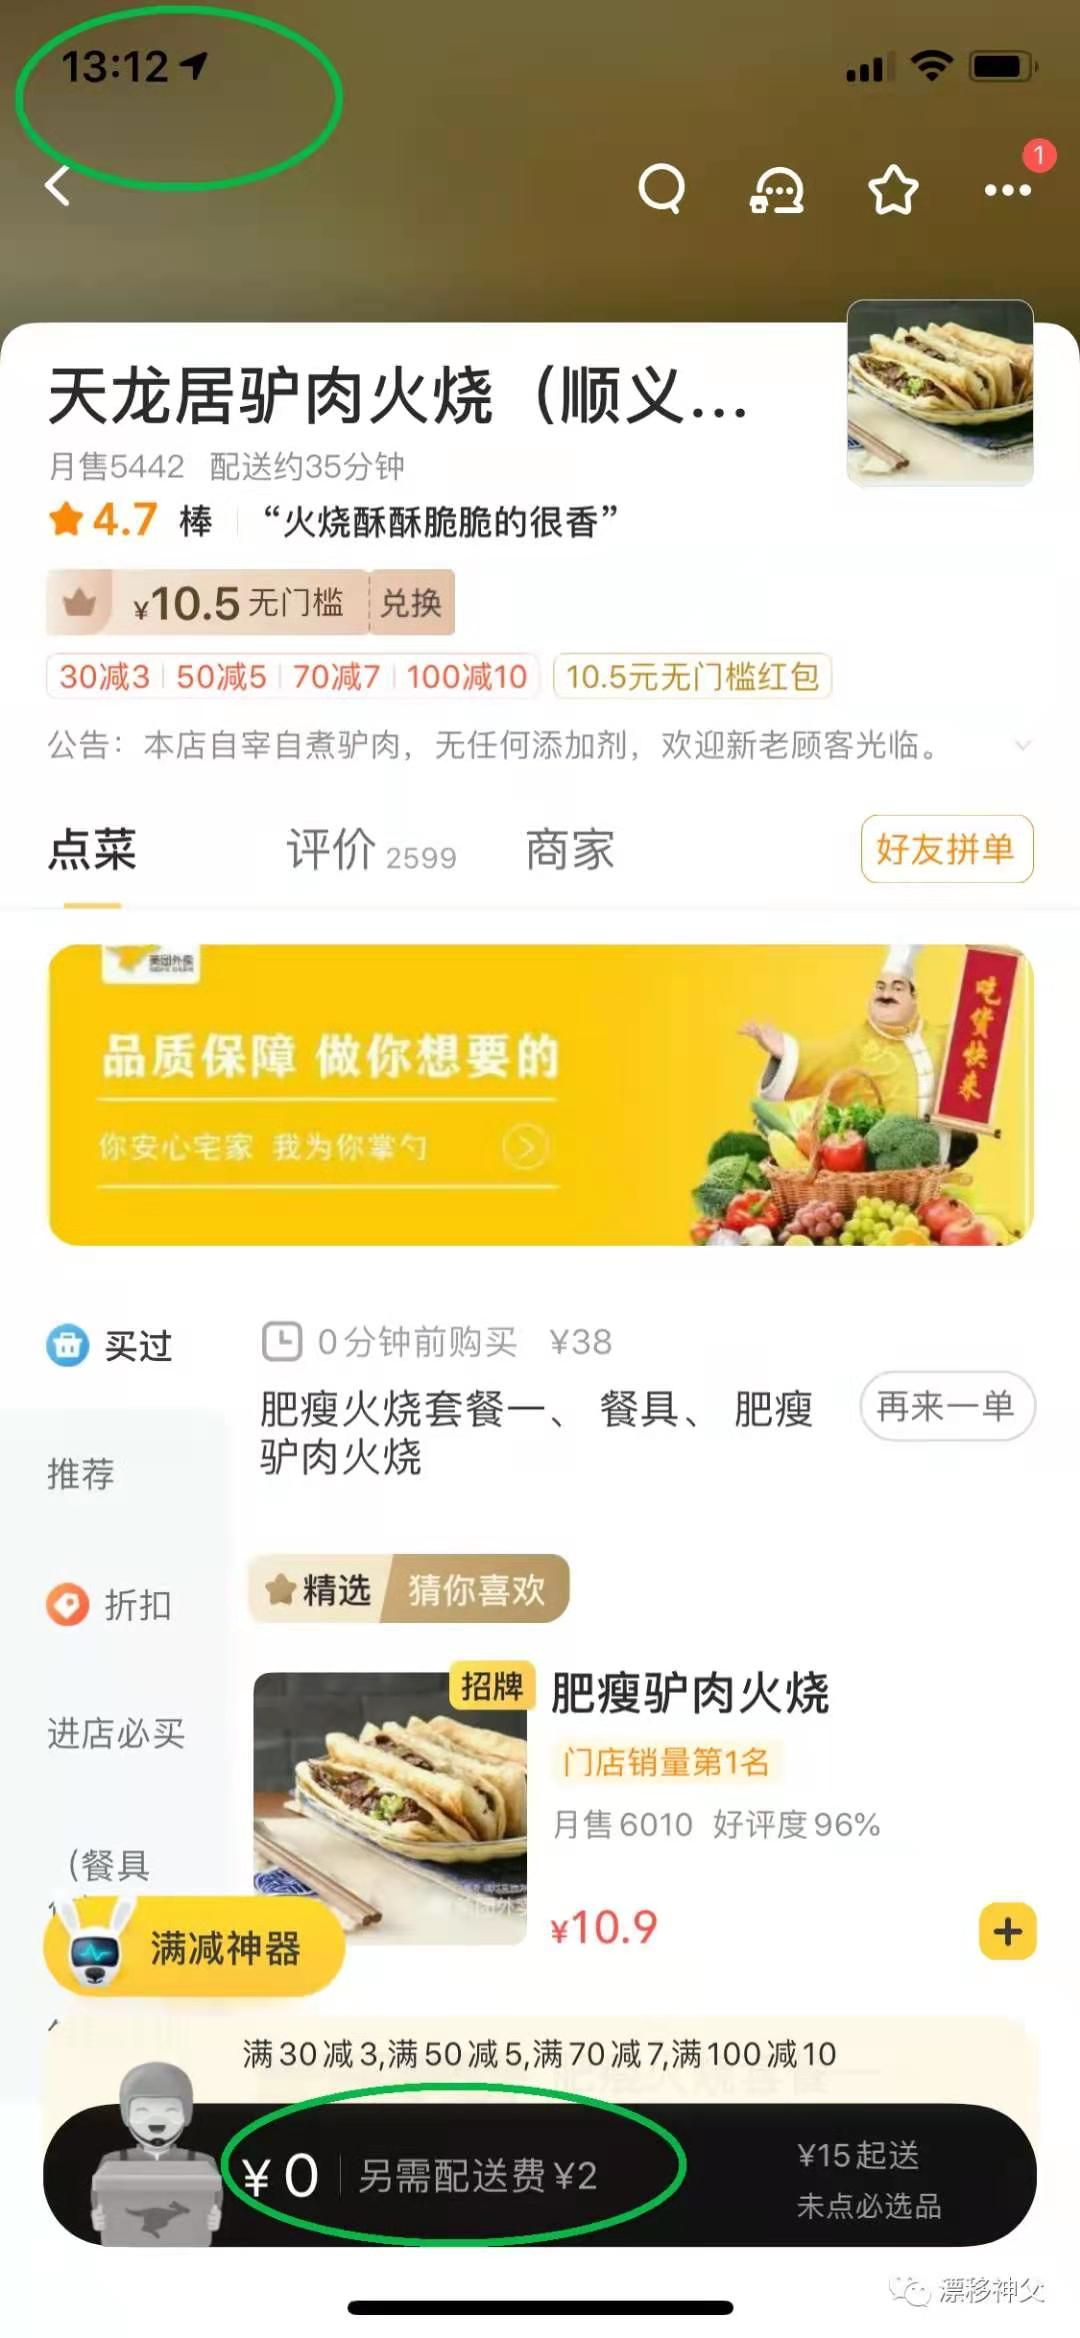 13:12
1
天龙居驴肉火烧（顺义...
月售5442 配送约35分钟
4.7 棒 “火烧酥酥脆脆的很香”
¥10.5 无门槛 兑换
30减3 50减5 70减7 100减10 10.5元无门槛红包
公告：本店自宰自煮驴肉，无任何添加剂，欢迎新老顾客光临。
点菜 评价 2599 商家 好友拼单
美团外卖
品质保障 做你想要的
你安心宅家 我为你掌勺
吃货快来
买过 0分钟前购买 ¥38
肥瘦火烧套餐一、 餐具、 肥瘦
驴肉火烧
再来一单
推荐
精选 猜你喜欢
折扣
招牌 肥瘦驴肉火烧
门店销量第1名
进店必买
月售6010 好评度96%
（餐具
¥10.9
满减神器
满30减3,满50减5,满70减7,满100减10
¥0 另需配送费¥2
¥15起送
未点必选品
漂移神父